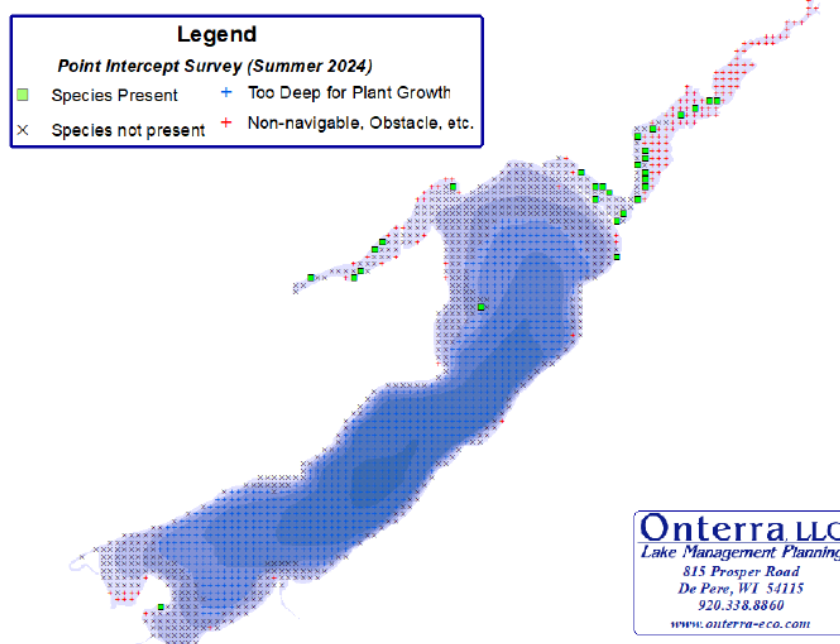 Legend
Point Intercept Survey (Summer 2024)
Species Present
Too Deep for Plant Growth
Species not present
Non-navigable, Obstacle, etc.
Onterra, LLC
Lake Management Planning
815 Prosper Road
De Pere, WI 54115
920.338.8860
www.onterra-eco.com